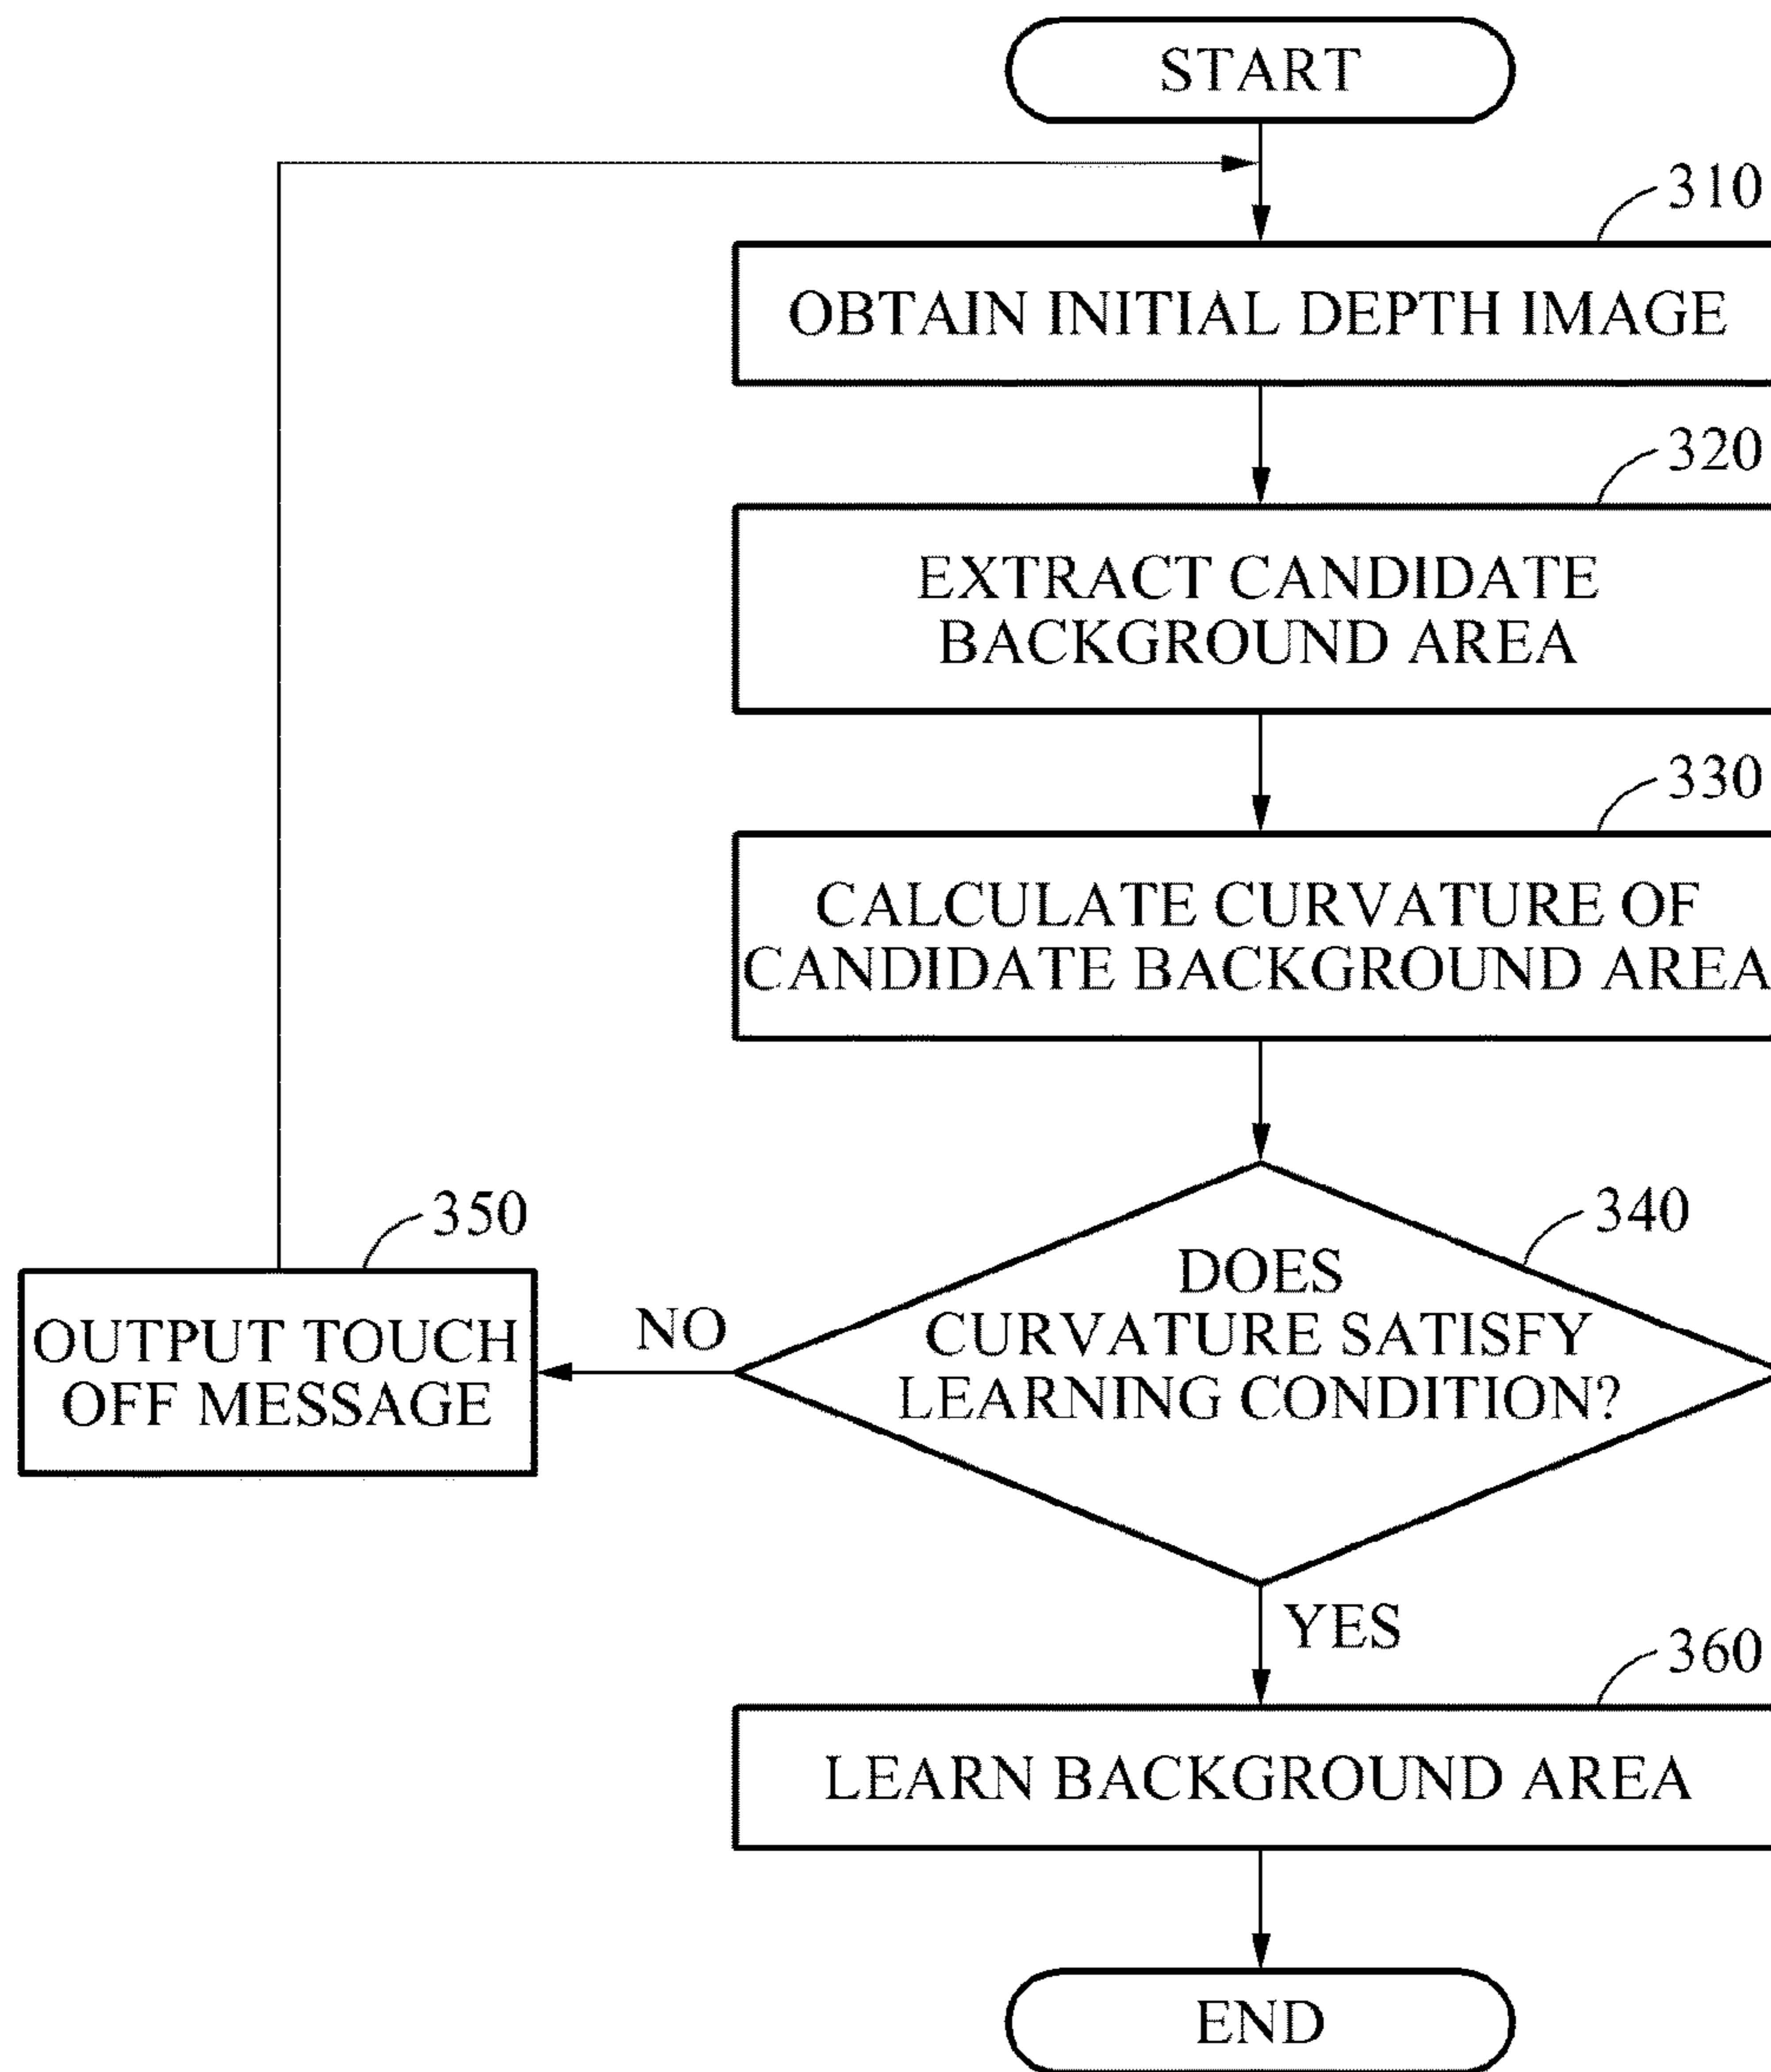 START
310
OBTAIN INITIAL DEPTH IMAGE
320
EXTRACT CANDIDATE
BACKGROUND AREA
330
CALCULATE CURVATURE OF
CANDIDATE BACKGROUND AREA
340
DOES
CURVATURE SATISFY
LEARNING CONDITION?
NO
350
OUTPUT TOUCH
OFF MESSAGE
YES
360
LEARN BACKGROUND AREA
END